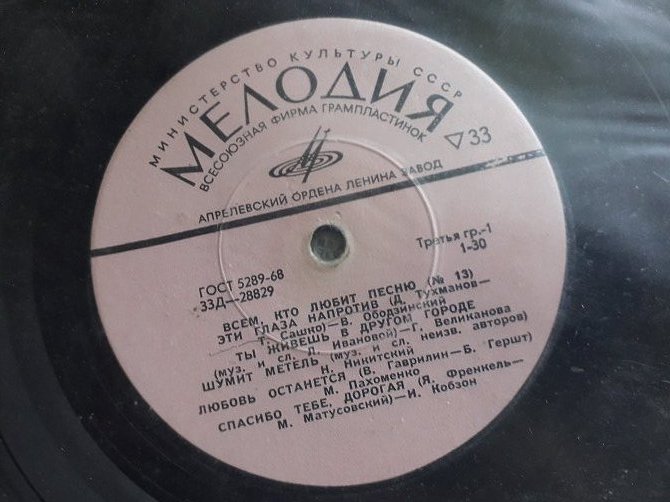 МИНИСТЕРСТВО КУЛЬТУРЫ СССР
МЕЛОДИЯ
ВСЕСОЮЗНАЯ ФИРМА ГРАМПЛАСТИНОК
33
АПРЕЛЕВСКИЙ ОРДЕНА ЛЕНИНА ЗАВОД
ГОСТ 5289-68
33Д—28829
Третья гр.-1
1-30
ВСЕМ, КТО ЛЮБИТ ПЕСНЮ (№ 13)
ЭТИ ГЛАЗА НАПРОТИВ (Д. Тухманов—
Т. Сашко)—В. Ободзинский
ТЫ ЖИВЕШЬ В ДРУГОМ ГОРОДЕ
(муз. и сл. Л. Ивановой)—Г. Великанова
ШУМИТ МЕТЕЛЬ (муз. и сл. неизв. авторов)
Н. Никитский
ЛЮБОВЬ ОСТАНЕТСЯ (В. Гаврилин—Б. Гершт)
М. Пахоменко
СПАСИБО ТЕБЕ, ДОРОГАЯ (Я. Френкель—
М. Матусовский)—И. Кобзон